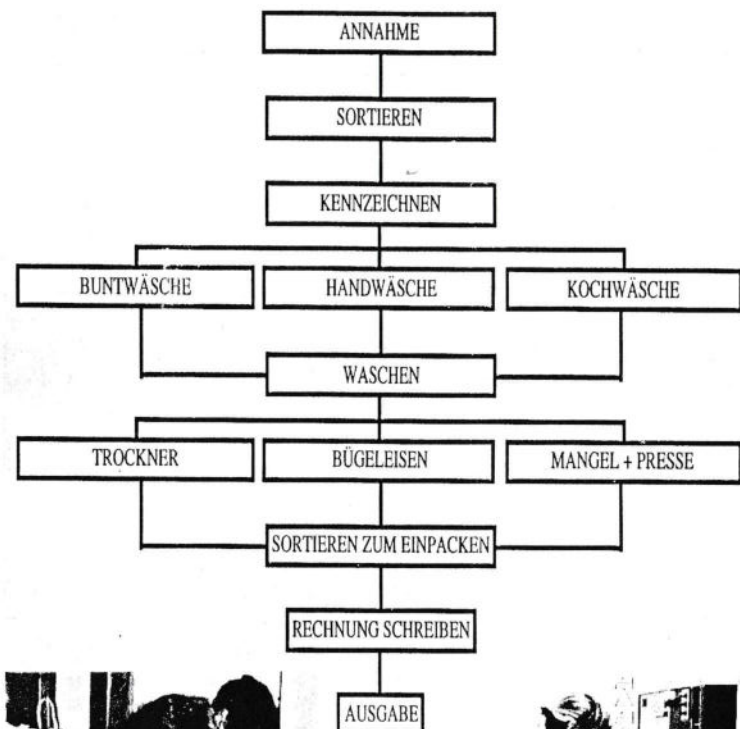 ANNAHME
SORTIEREN
KENNZEICHNEN
BUNTWÄSCHE
HANDWÄSCHE
KOCHWÄSCHE
WASCHEN
TROCKNER
BÜGELEISEN
MANGEL + PRESSE
SORTIEREN ZUM EINPACKEN
RECHNUNG SCHREIBEN
AUSGABE